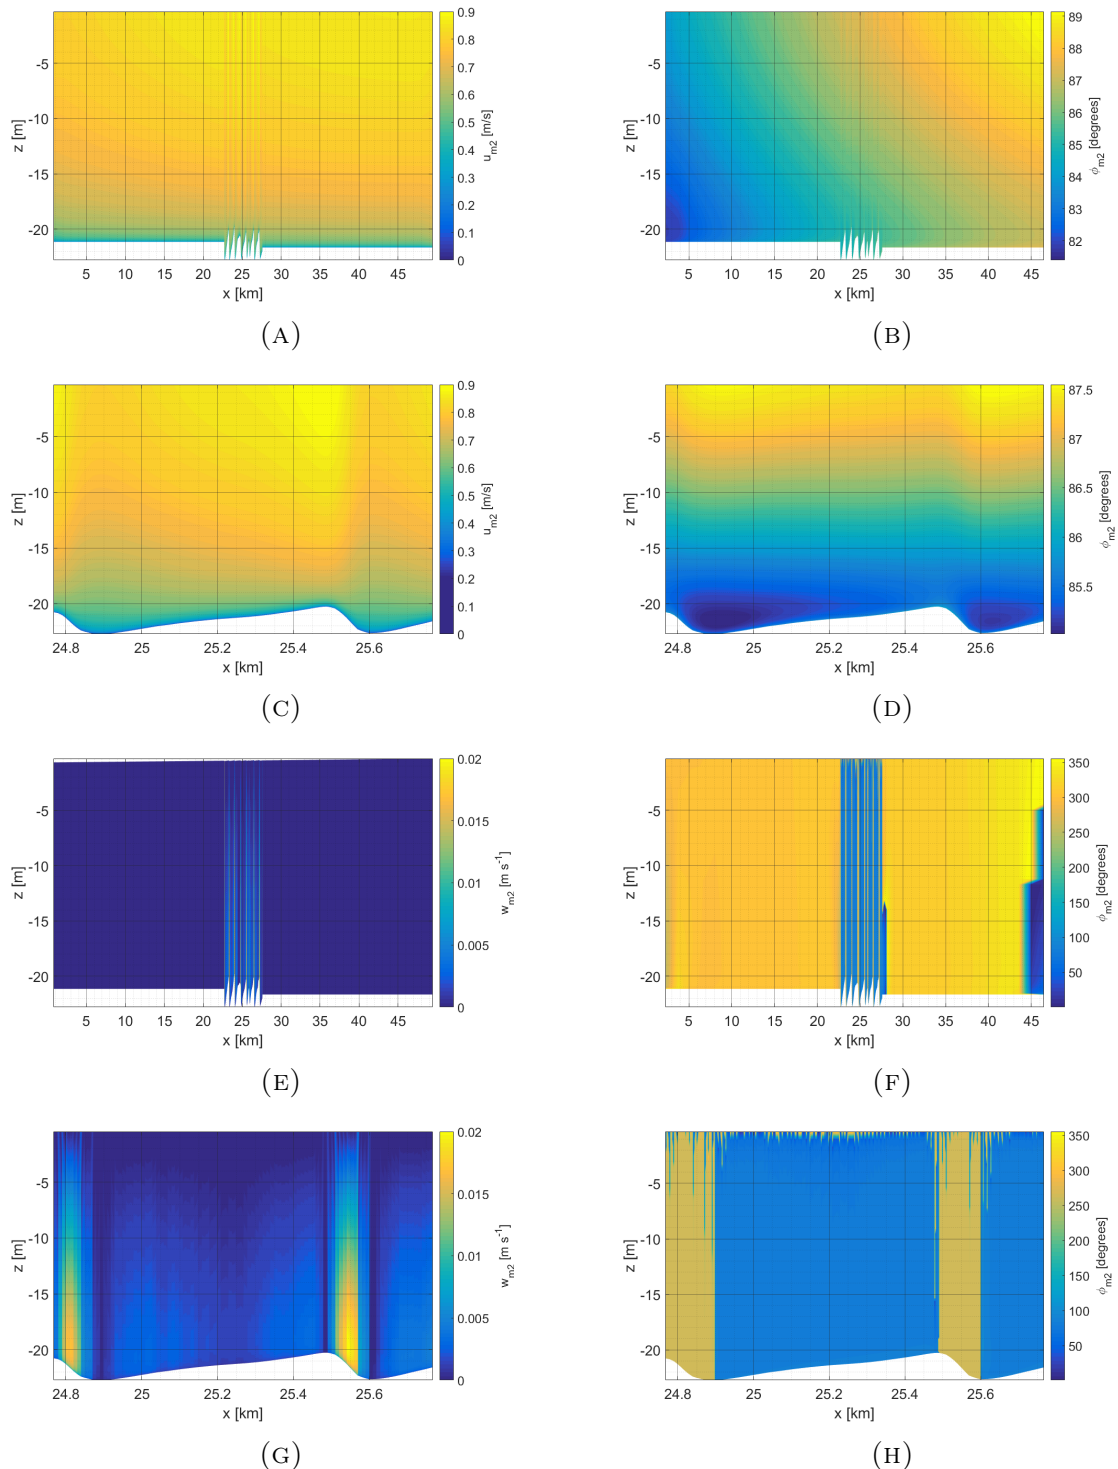 0.9
0.8
0.7
0.6
0.5
0.4
0.3
0.2
0.1
0
u_m2 [m/s]
-5
-10
-15
-20
z [m]
5 10 15 20 25 30 35 40 45
x [km]
(A)
89
88
87
86
85
84
83
82
ϕ_m2 [degrees]
-5
-10
-15
-20
z [m]
5 10 15 20 25 30 35 40 45
x [km]
(B)
0.9
0.8
0.7
0.6
0.5
0.4
0.3
0.2
0.1
0
u_m2 [m/s]
-5
-10
-15
-20
z [m]
24.8 25 25.2 25.4 25.6
x [km]
(C)
87.5
87
86.5
86
85.5
ϕ_m2 [degrees]
-5
-10
-15
-20
z [m]
24.8 25 25.2 25.4 25.6
x [km]
(D)
0.02
0.015
0.01
0.005
0
w_m2 [m s⁻¹]
-5
-10
-15
-20
z [m]
5 10 15 20 25 30 35 40 45
x [km]
(E)
350
300
250
200
150
100
50
ϕ_m2 [degrees]
-5
-10
-15
-20
z [m]
5 10 15 20 25 30 35 40 45
x [km]
(F)
0.02
0.015
0.01
0.005
0
w_m2 [m s⁻¹]
-5
-10
-15
-20
z [m]
24.8 25 25.2 25.4 25.6
x [km]
(G)
350
300
250
200
150
100
50
ϕ_m2 [degrees]
-5
-10
-15
-20
z [m]
24.8 25 25.2 25.4 25.6
x [km]
(H)